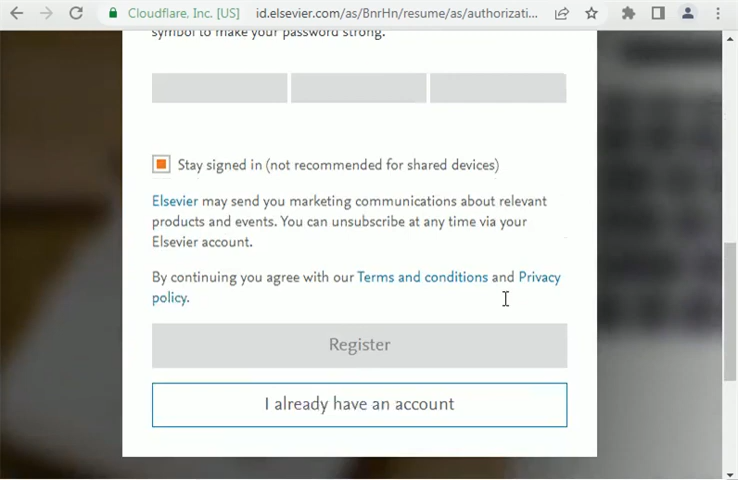 Cloudflare, Inc. [US]
id.elsevier.com/as/BnrHn/resume/as/authorizati...
symbol to make your password strong.
Stay signed in (not recommended for shared devices)
Elsevier may send you marketing communications about relevant
products and events. You can unsubscribe at any time via your
Elsevier account.
By continuing you agree with our Terms and conditions and Privacy
policy.
Register
I already have an account